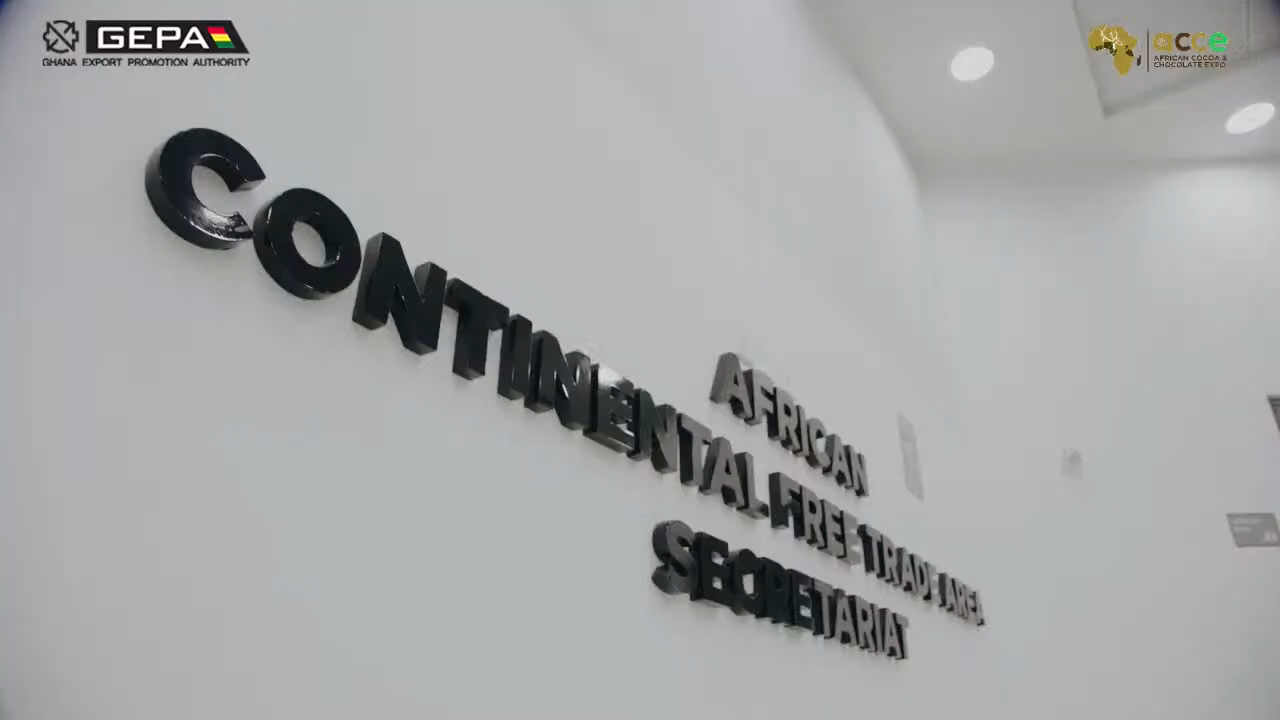 GEPA
GHANA EXPORT PROMOTION AUTHORITY
acce
AFRICAN COCOA &
CHOCOLATE EXPO
AFRICAN
CONTINENTAL FREE TRADE AREA
SECRETARIAT